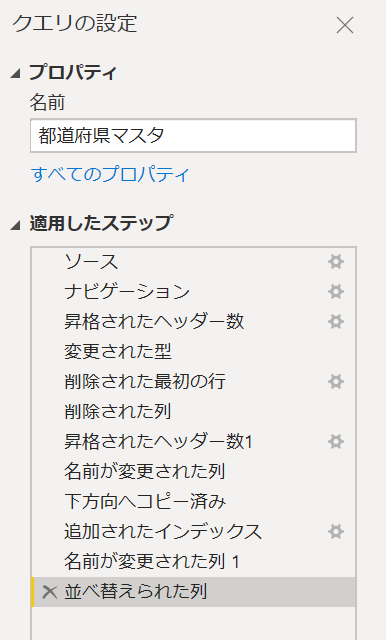 クエリの設定
プロパティ
名前
都道府県マスタ
すべてのプロパティ
適用したステップ
ソース
ナビゲーション
昇格されたヘッダー数
変更された型
削除された最初の行
削除された列
昇格されたヘッダー数1
名前が変更された列
下方向へコピー済み
追加されたインデックス
名前が変更された列 1
並べ替えられた列